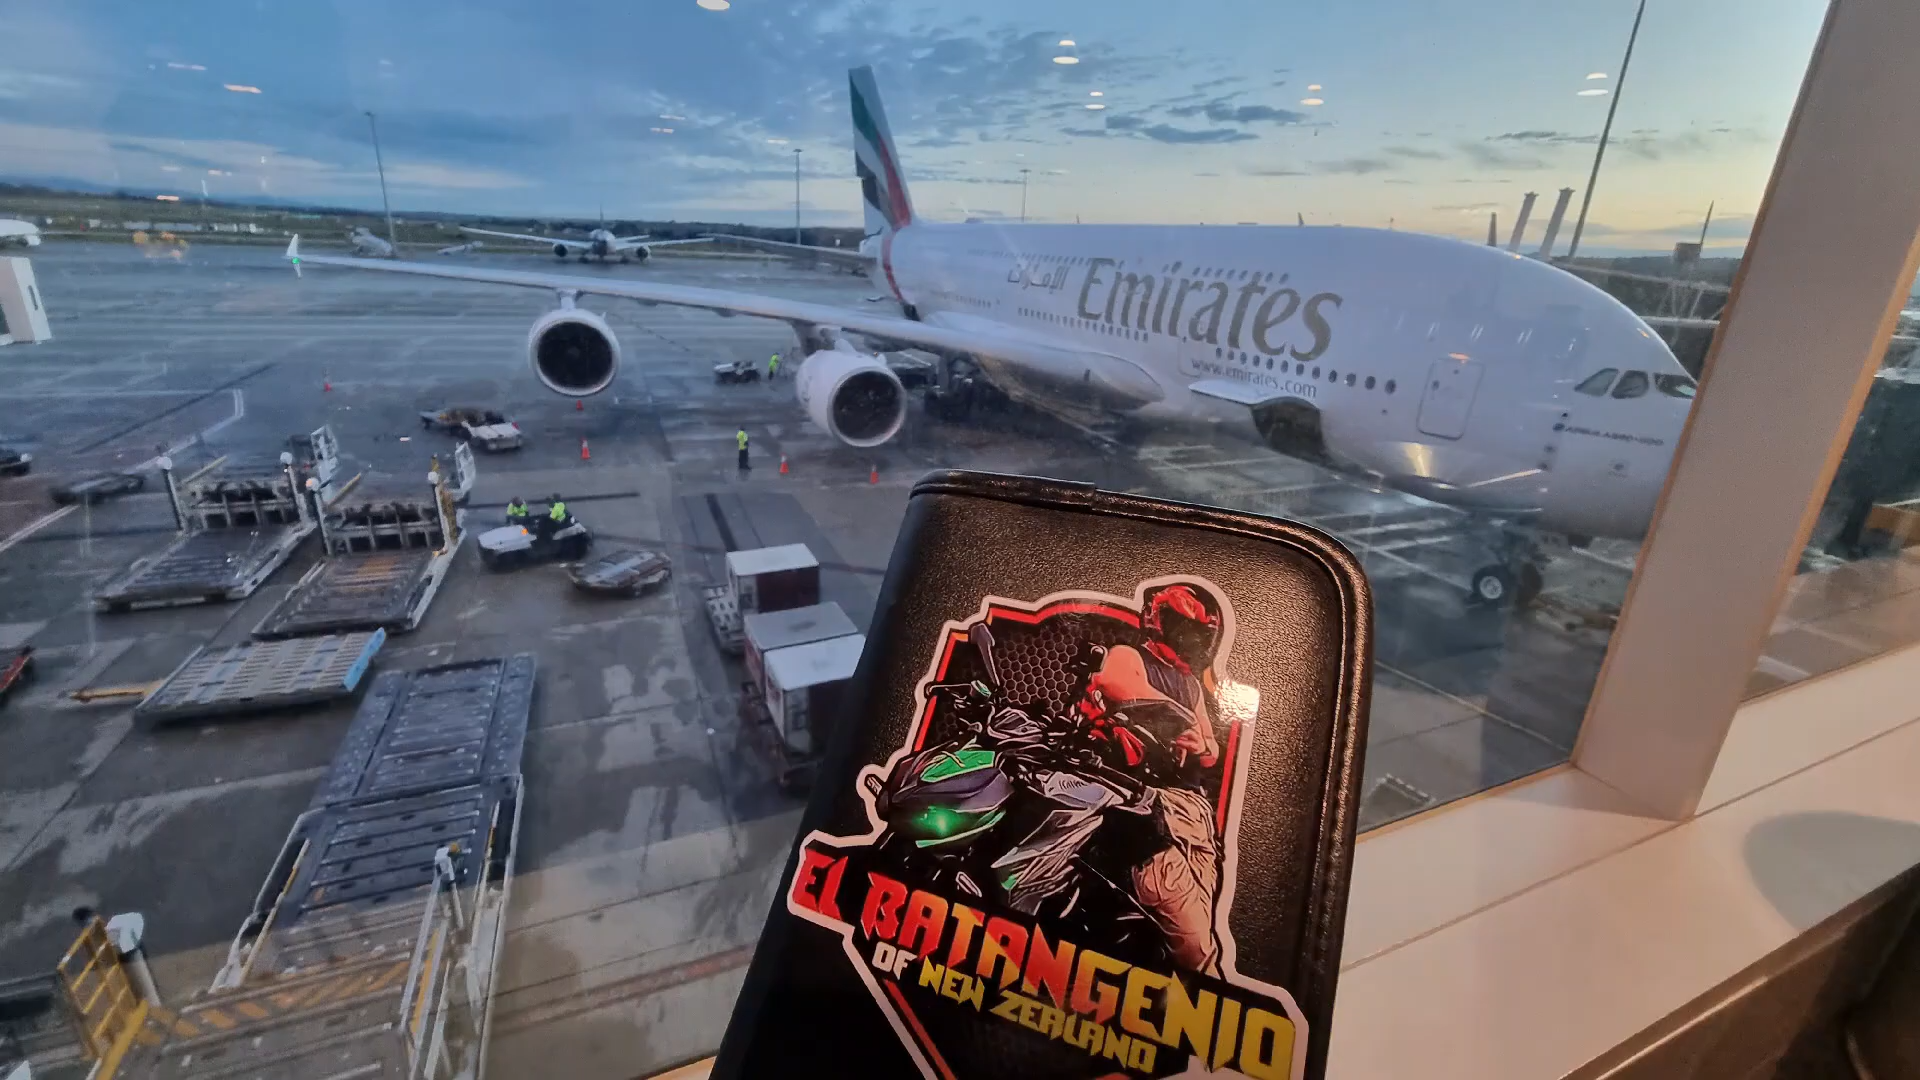 الإمارات
Emirates
www.emirates.com
EL BATANGENIO
OF NEW ZEALAND